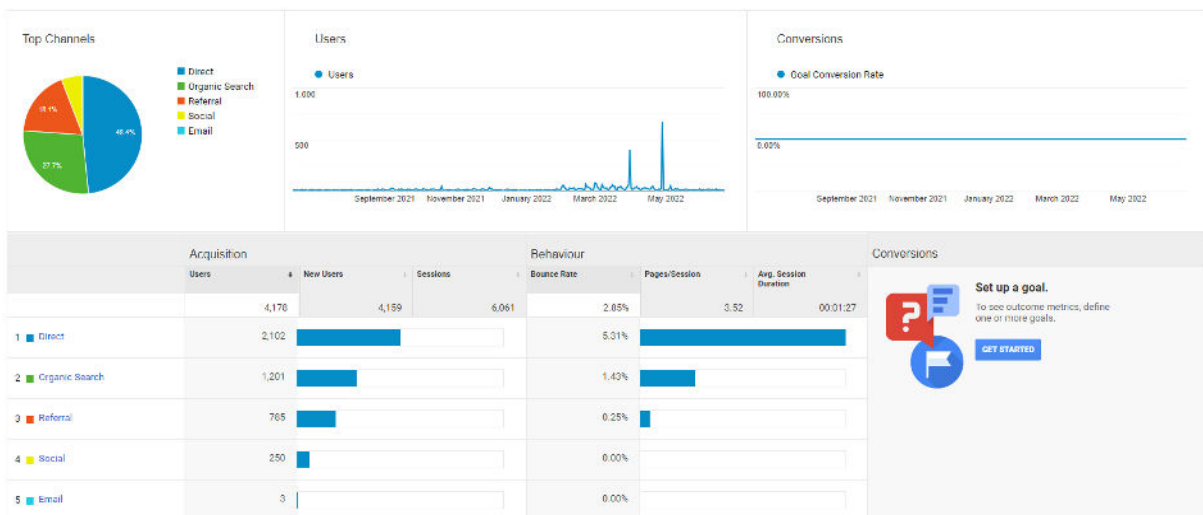 Top Channels
Direct
Organic Search
Referral
Social
Email
48.4%
27.7%
Users
Users
1,000
500
September 2021 November 2021 January 2022 March 2022 May 2022
Conversions
Goal Conversion Rate
100.00%
0.00%
September 2021 November 2021 January 2022 March 2022 May 2022
Acquisition Behaviour Conversions
Users New Users Sessions Bounce Rate Pages/Session Avg. Session
Duration
4,178 4,159 6,061 2.85% 3.52 00:01:27
1 Direct 2,102 5.31%
2 Organic Search 1,201 1.43%
3 Referral 785 0.25%
4 Social 250 0.00%
5 Email 3 0.00%
Set up a goal.
To see outcome metrics, define
one or more goals.
GET STARTED